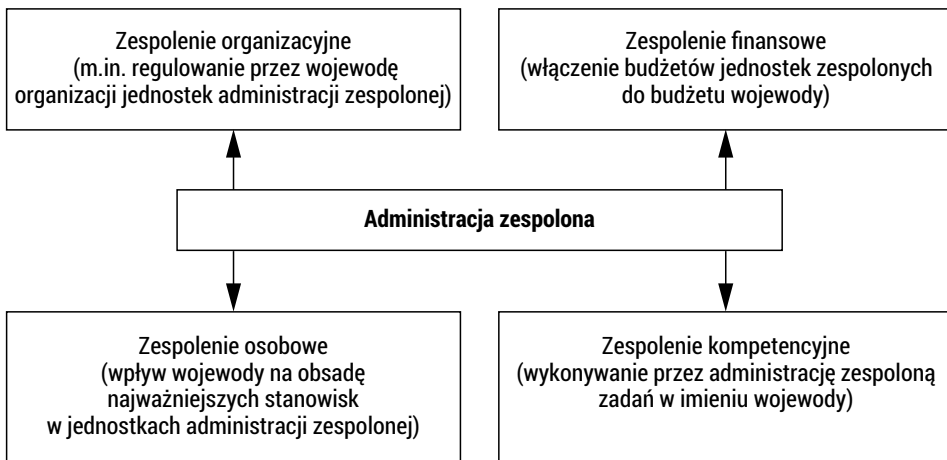 Zespolenie organizacyjne
(m.in. regulowanie przez wojewodę
organizacji jednostek administracji zespolonej)
Zespolenie finansowe
(włączenie budżetów jednostek zespolonych
do budżetu wojewody)
Administracja zespolona
Zespolenie osobowe
(wpływ wojewody na obsadę
najważniejszych stanowisk
w jednostkach administracji zespolonej)
Zespolenie kompetencyjne
(wykonywanie przez administrację zespoloną
zadań w imieniu wojewody)